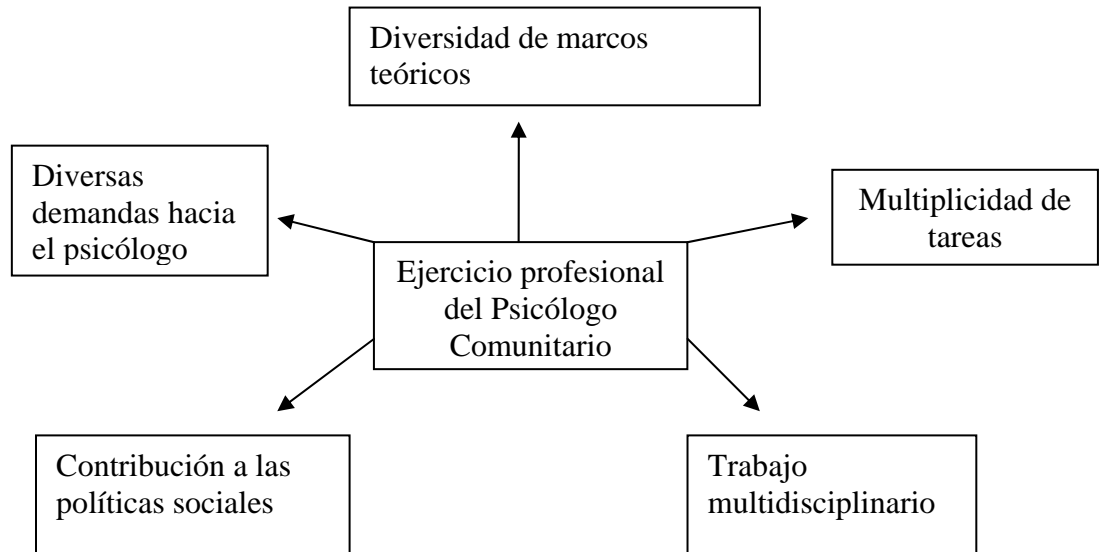 Diversidad de marcos
teóricos
Diversas
demandas hacia
el psicólogo
Multiplicidad de
tareas
Ejercicio profesional
del Psicólogo
Comunitario
Contribución a las
políticas sociales
Trabajo
multidisciplinario